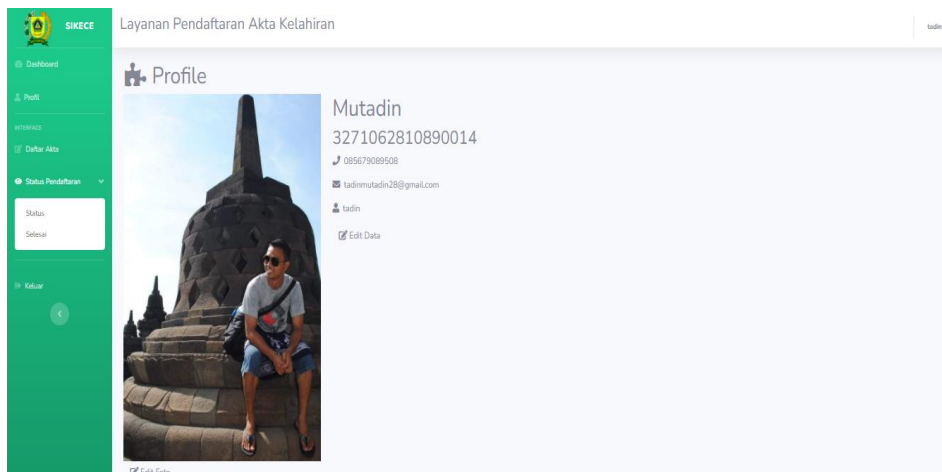 SIKECE
Layanan Pendaftaran Akta Kelahiran
tadin
Dashboard
Profil
INTERFACE
Daftar Akta
Status Pendaftaran
Status
Selesai
Keluar
Profile
Mutadin
3271062810890014
085679089508
tadinmutadin28@gmail.com
tadin
Edit Data
Edit Foto